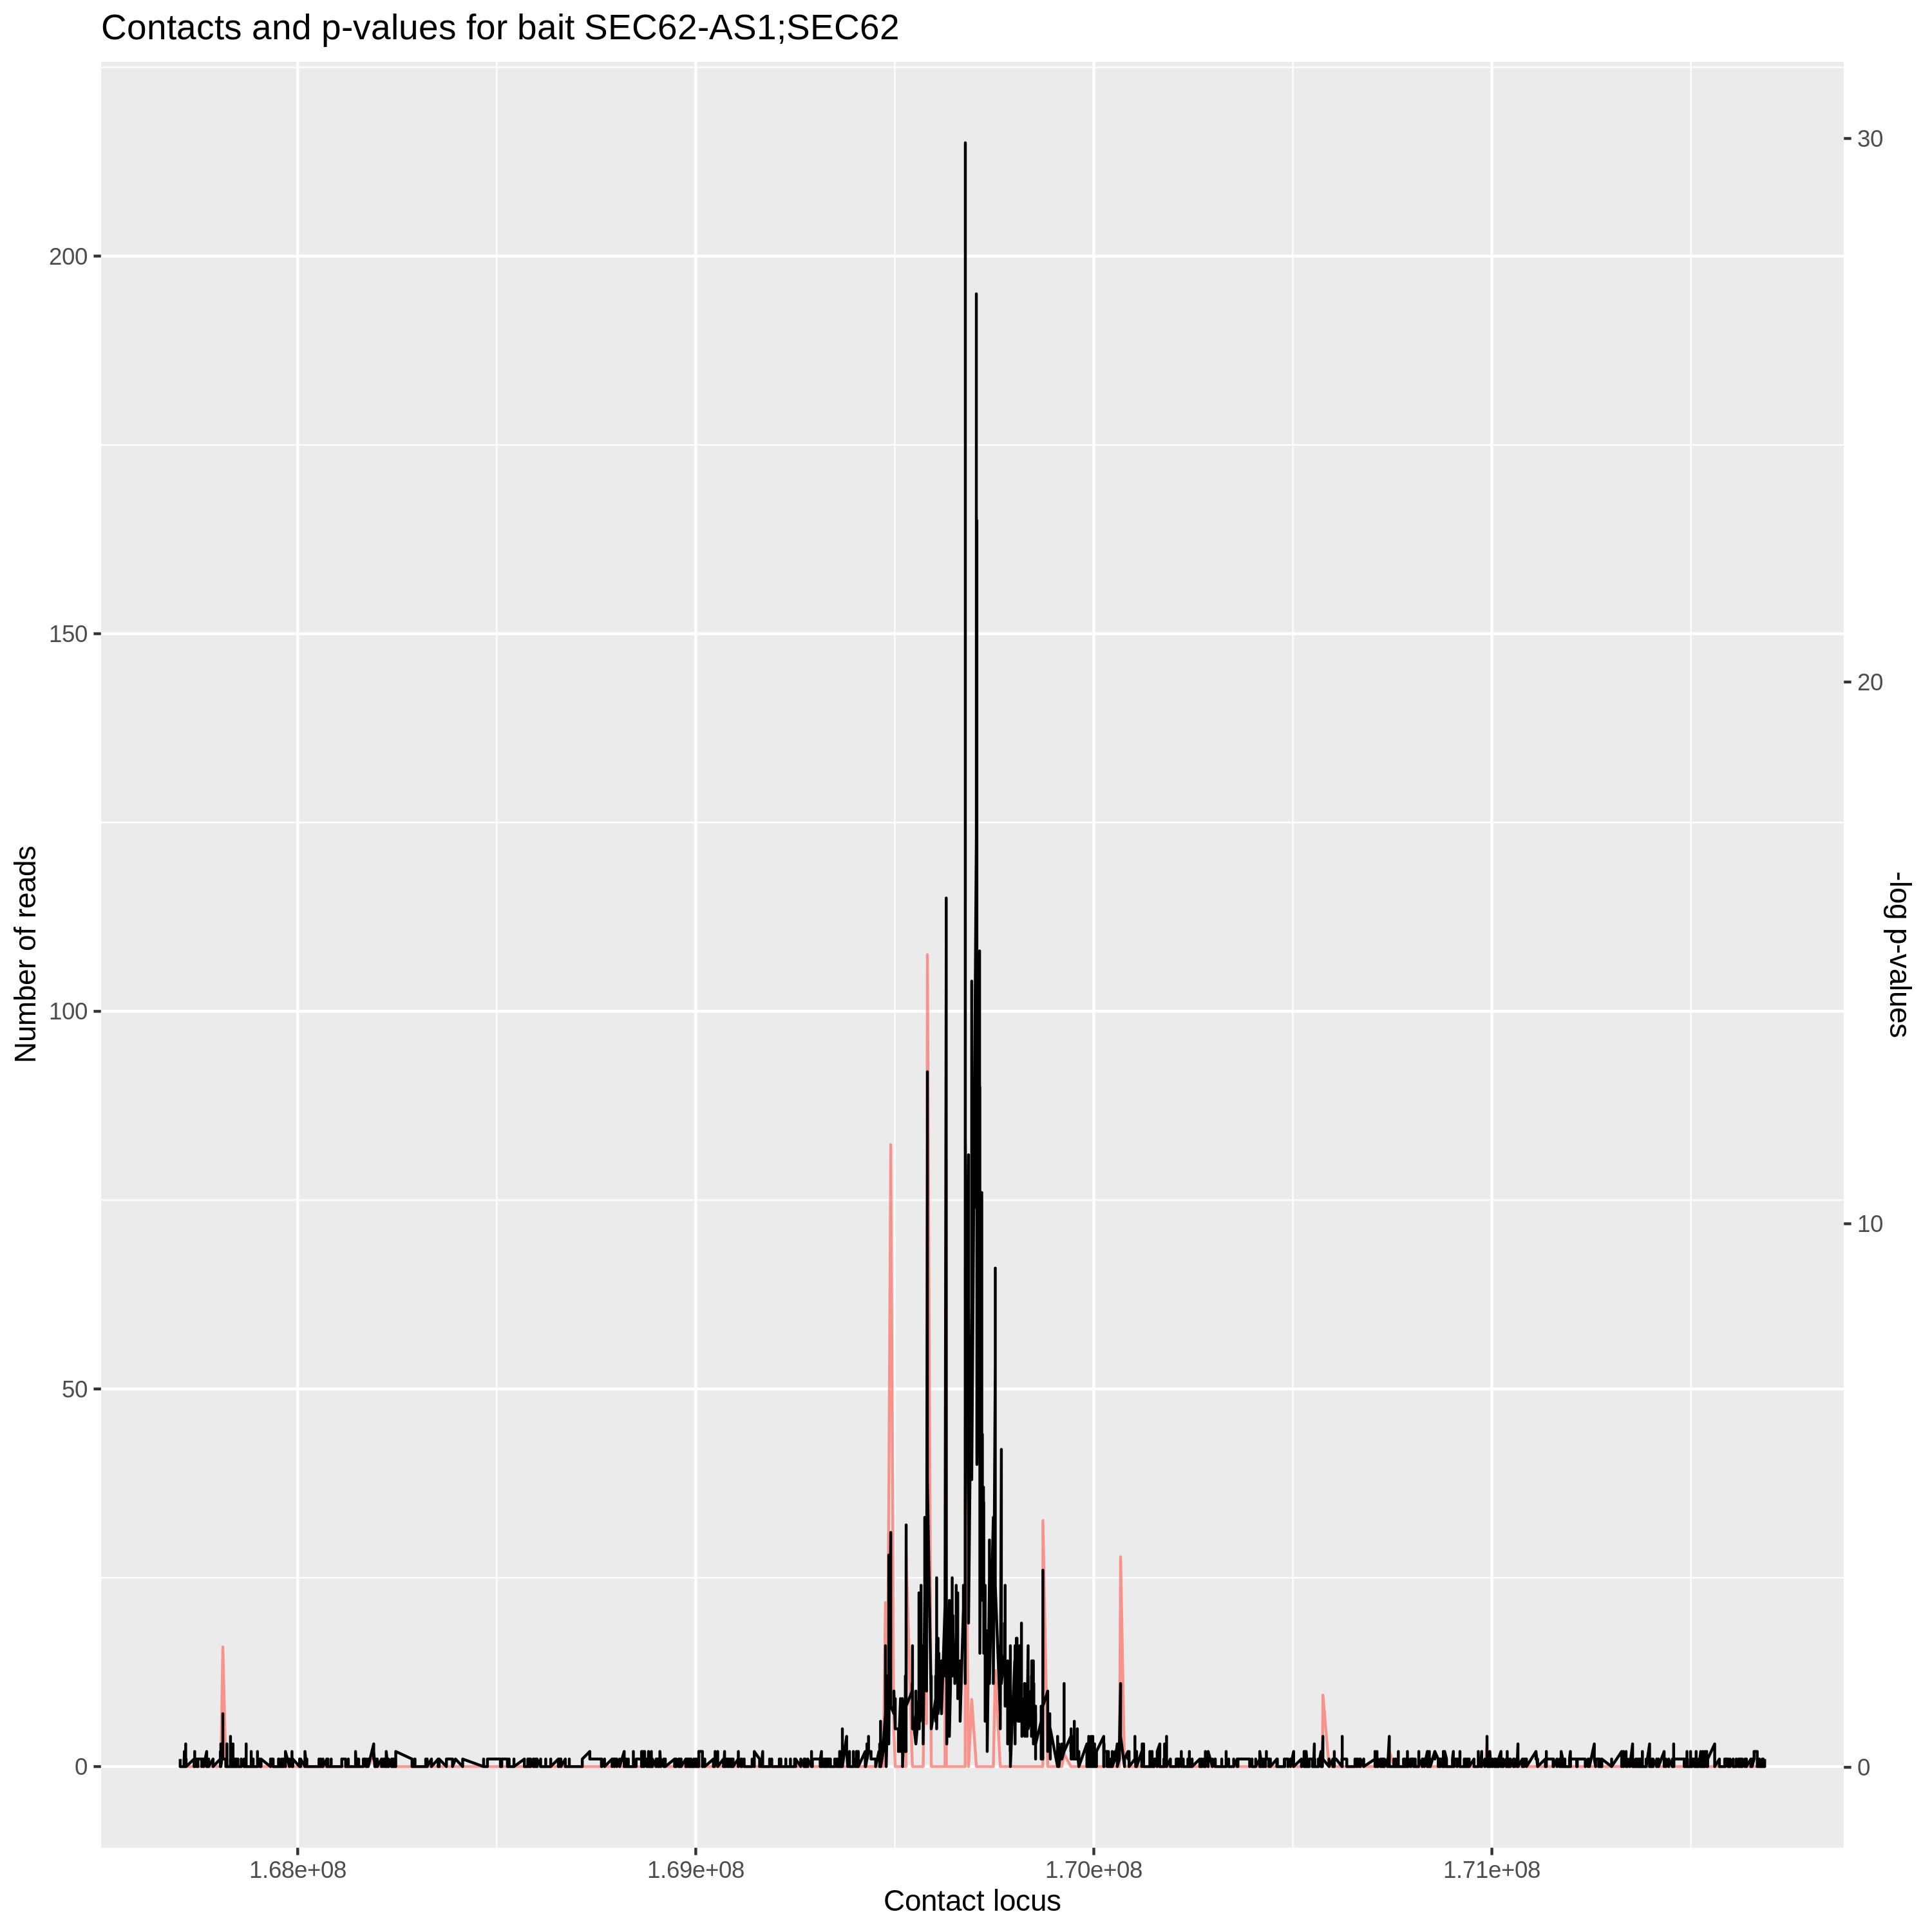 Contacts and p-values for bait SEC62-AS1;SEC62
Number of reads
200
150
100
50
0
30
20
10
0
-log p-values
1.68e+08
1.69e+08
1.70e+08
1.71e+08
Contact locus